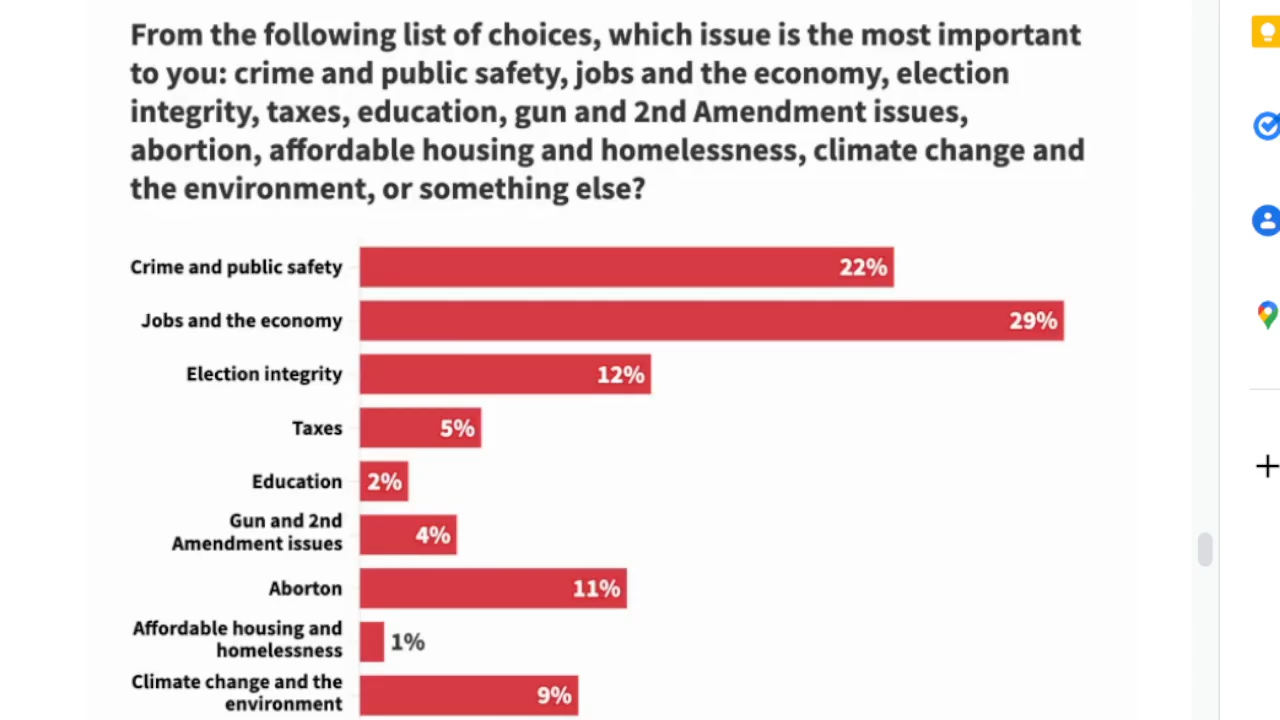 From the following list of choices, which issue is the most important
to you: crime and public safety, jobs and the economy, election
integrity, taxes, education, gun and 2nd Amendment issues,
abortion, affordable housing and homelessness, climate change and
the environment, or something else?
Crime and public safety 22%
Jobs and the economy 29%
Election integrity 12%
Taxes 5%
Education 2%
Gun and 2nd
Amendment issues 4%
Aborton 11%
Affordable housing and
homelessness 1%
Climate change and the
environment 9%